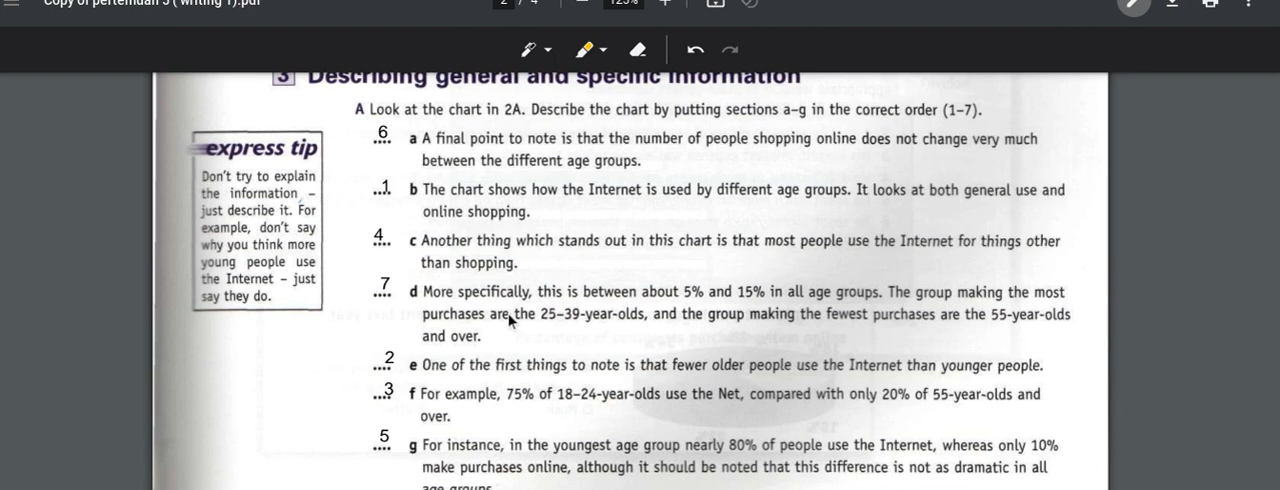 Copy of pertemuan 3 ( writing 1).pdf
2 / 4
125%
3 Describing general and specific information
A Look at the chart in 2A. Describe the chart by putting sections a–g in the correct order (1–7).
express tip
Don't try to explain
the information –
just describe it. For
example, don't say
why you think more
young people use
the Internet – just
say they do.
6 a A final point to note is that the number of people shopping online does not change very much
between the different age groups.
1 b The chart shows how the Internet is used by different age groups. It looks at both general use and
online shopping.
4 c Another thing which stands out in this chart is that most people use the Internet for things other
than shopping.
7 d More specifically, this is between about 5% and 15% in all age groups. The group making the most
purchases are the 25–39-year-olds, and the group making the fewest purchases are the 55-year-olds
and over.
2 e One of the first things to note is that fewer older people use the Internet than younger people.
3 f For example, 75% of 18–24-year-olds use the Net, compared with only 20% of 55-year-olds and
over.
5 g For instance, in the youngest age group nearly 80% of people use the Internet, whereas only 10%
make purchases online, although it should be noted that this difference is not as dramatic in all
age groups.